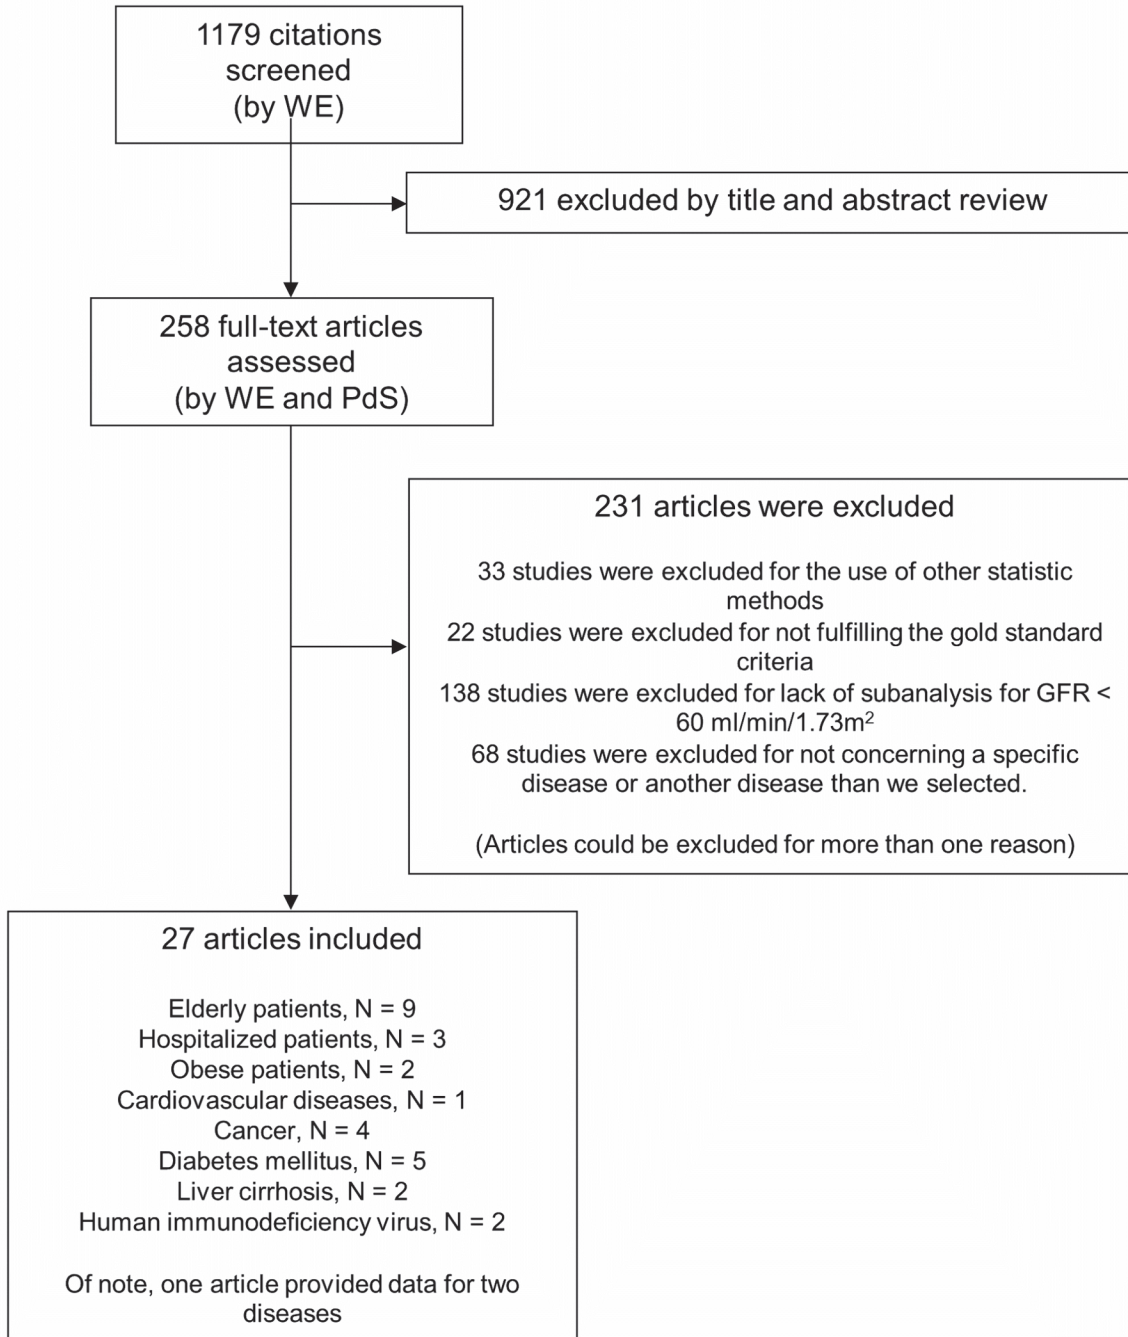 1179 citations
screened
(by WE)
921 excluded by title and abstract review
258 full-text articles
assessed
(by WE and PdS)
231 articles were excluded
33 studies were excluded for the use of other statistic
methods
22 studies were excluded for not fulfilling the gold standard
criteria
138 studies were excluded for lack of subanalysis for GFR <
60 ml/min/1.73m²
68 studies were excluded for not concerning a specific
disease or another disease than we selected.
(Articles could be excluded for more than one reason)
27 articles included
Elderly patients, N = 9
Hospitalized patients, N = 3
Obese patients, N = 2
Cardiovascular diseases, N = 1
Cancer, N = 4
Diabetes mellitus, N = 5
Liver cirrhosis, N = 2
Human immunodeficiency virus, N = 2
Of note, one article provided data for two
diseases